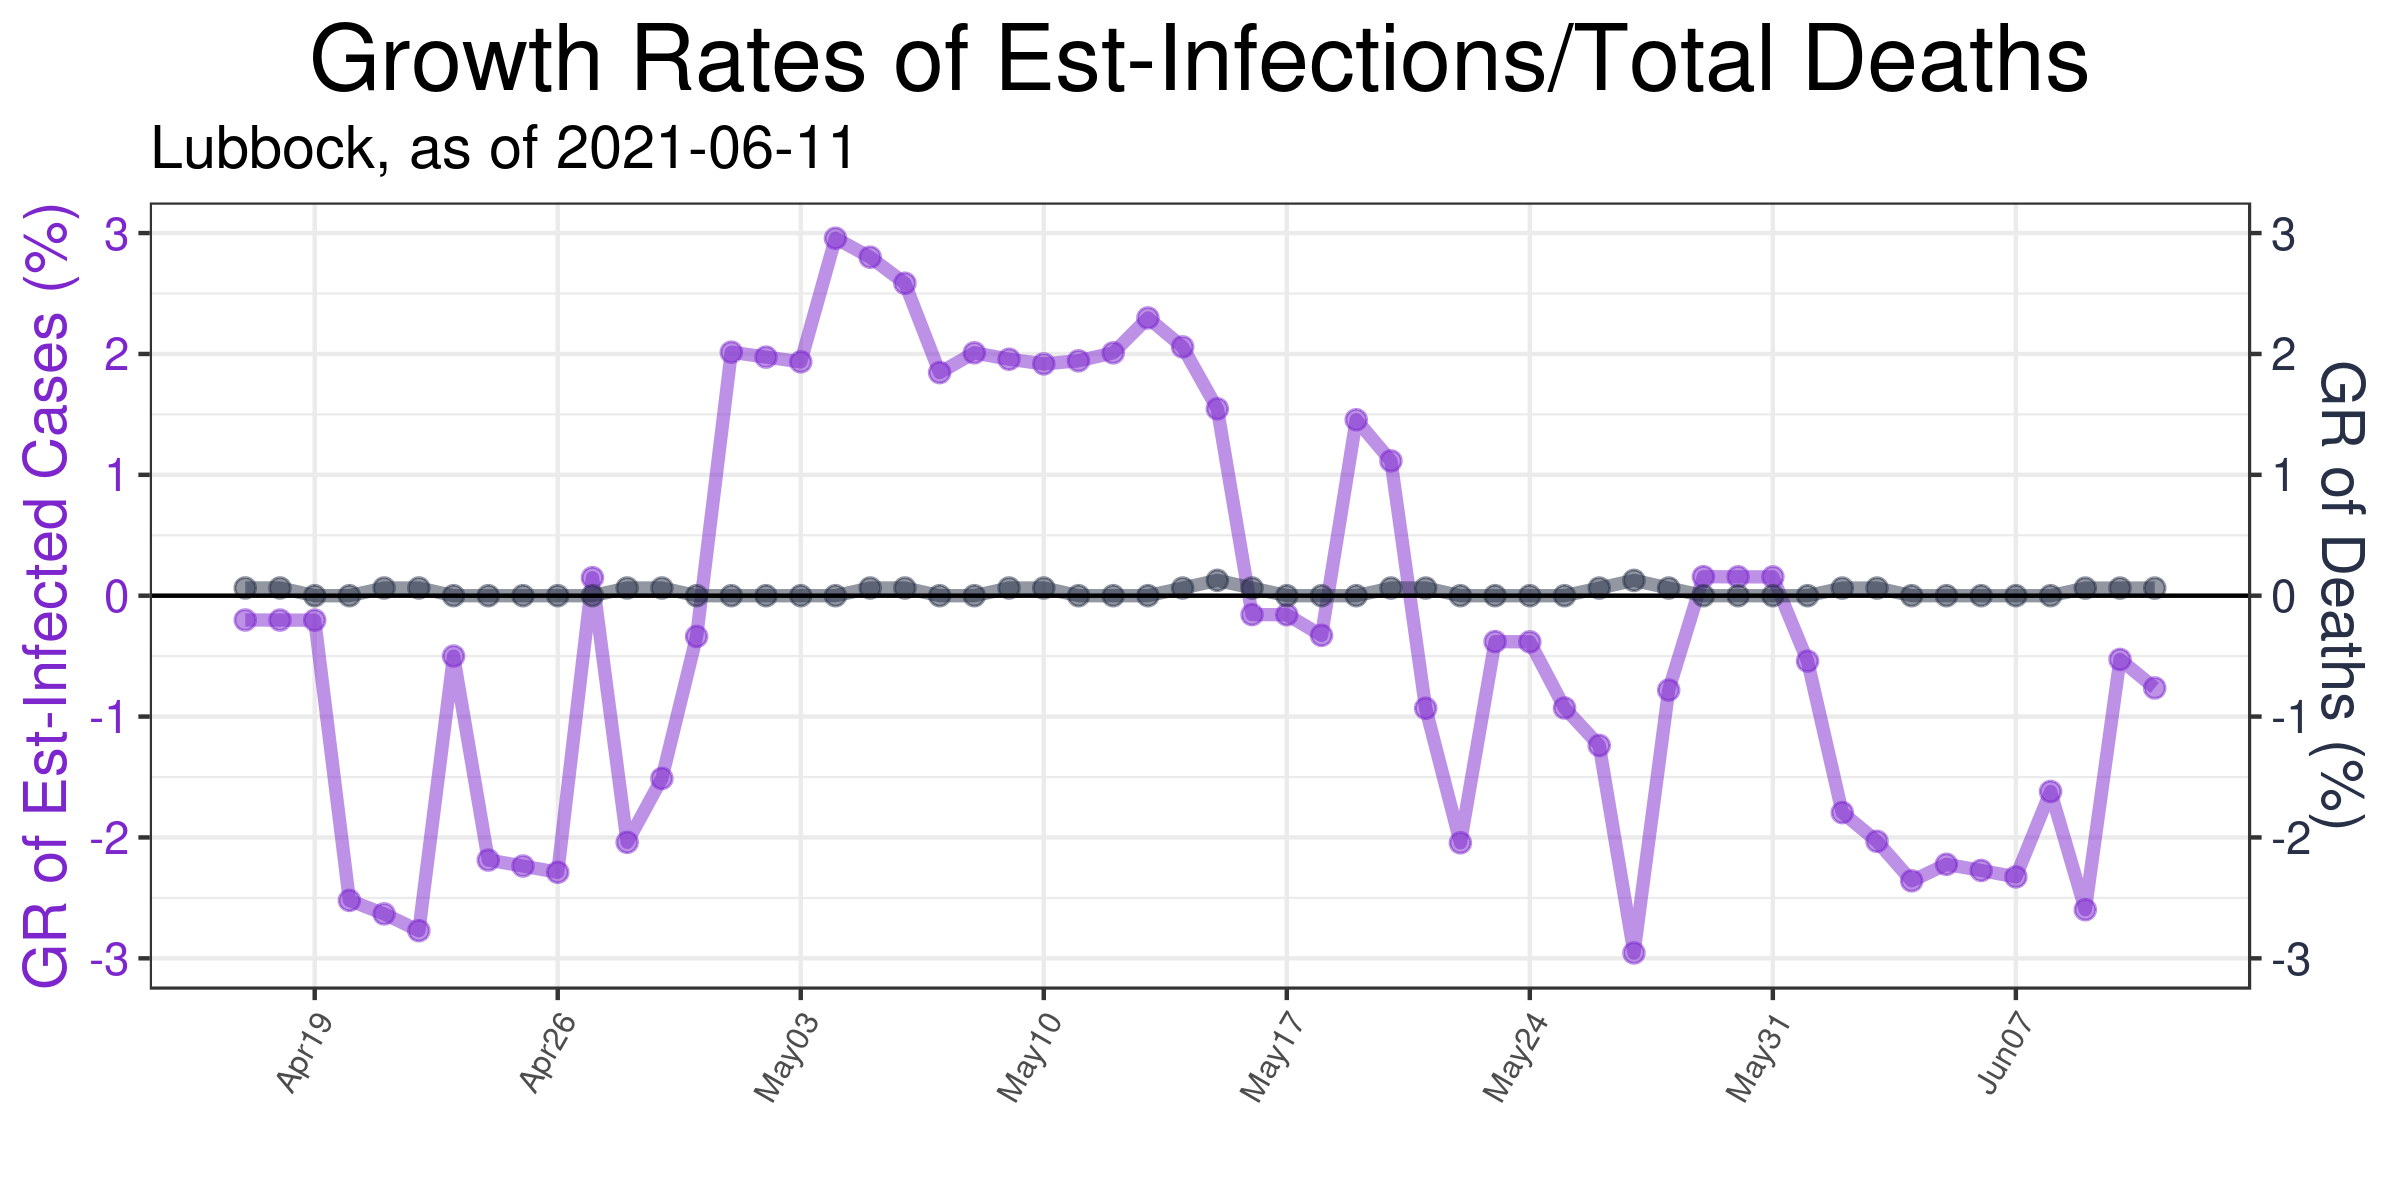 Growth Rates of Est-Infections/Total Deaths
Lubbock, as of 2021-06-11
GR of Est-Infected Cases (%)
3
2
1
0
-1
-2
-3
3
2
1
0
-1
-2
-3
GR of Deaths (%)
Apr19
Apr26
May03
May10
May17
May24
May31
Jun07